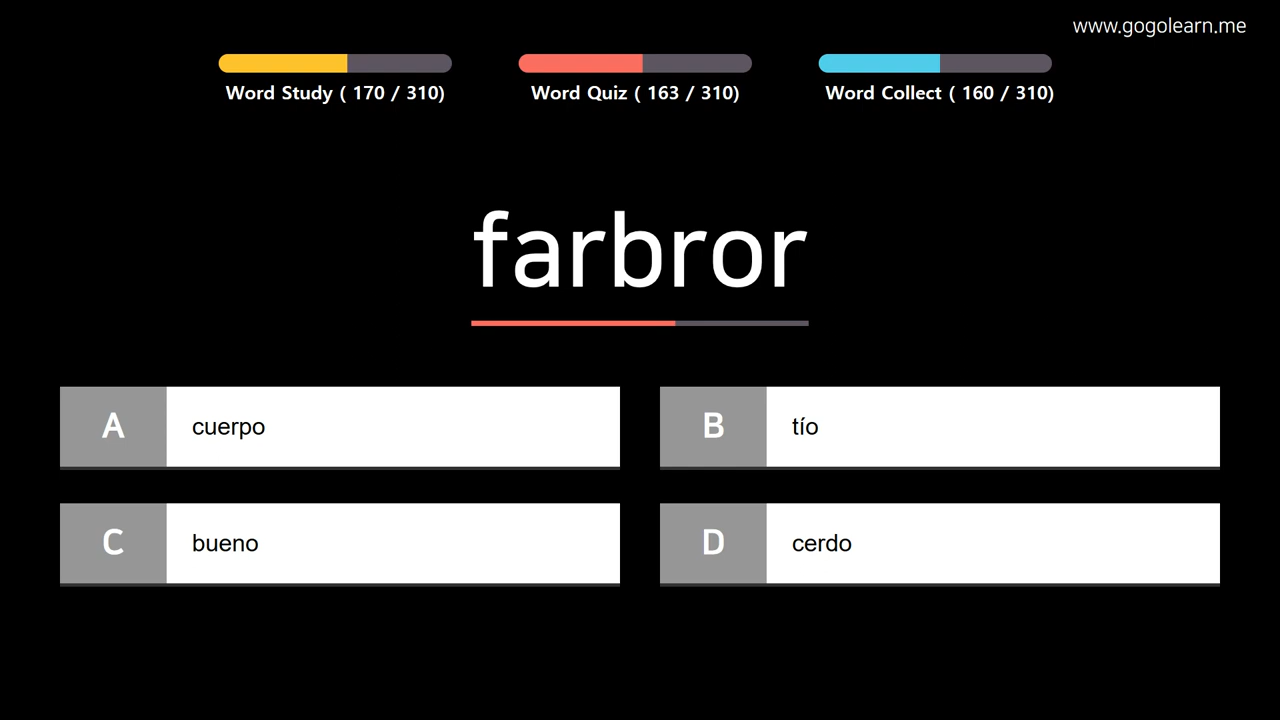 www.gogolearn.me
Word Study ( 170 / 310)
Word Quiz ( 163 / 310)
Word Collect ( 160 / 310)
farbror
A cuerpo
B tío
C bueno
D cerdo